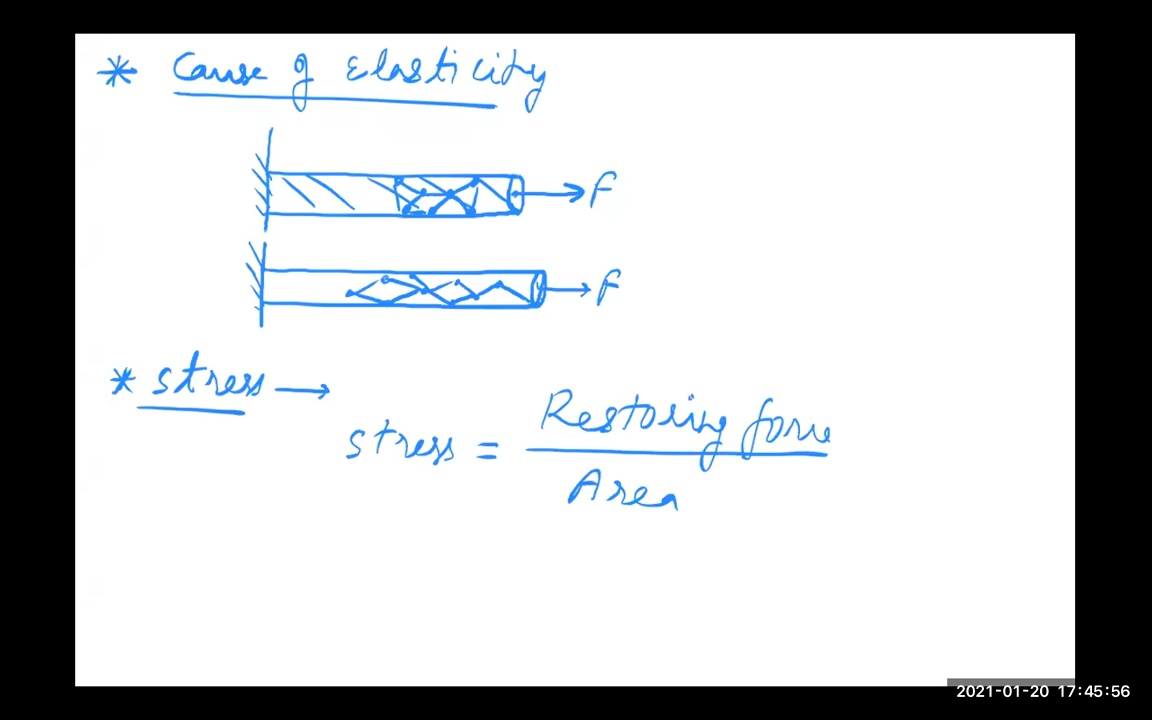 * Cause of Elasticity
F
F
* stress →
stress = Restoring force
Area
2021-01-20 17:45:56